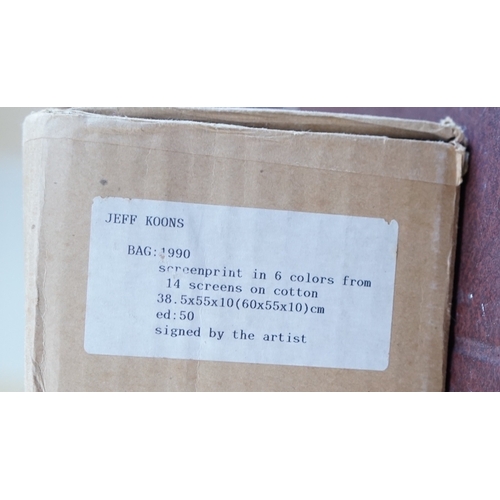 JEFF KOONS
BAG:1990
screenprint in 6 colors from
14 screens on cotton
38.5x55x10(60x55x10)cm
ed:50
signed by the artist